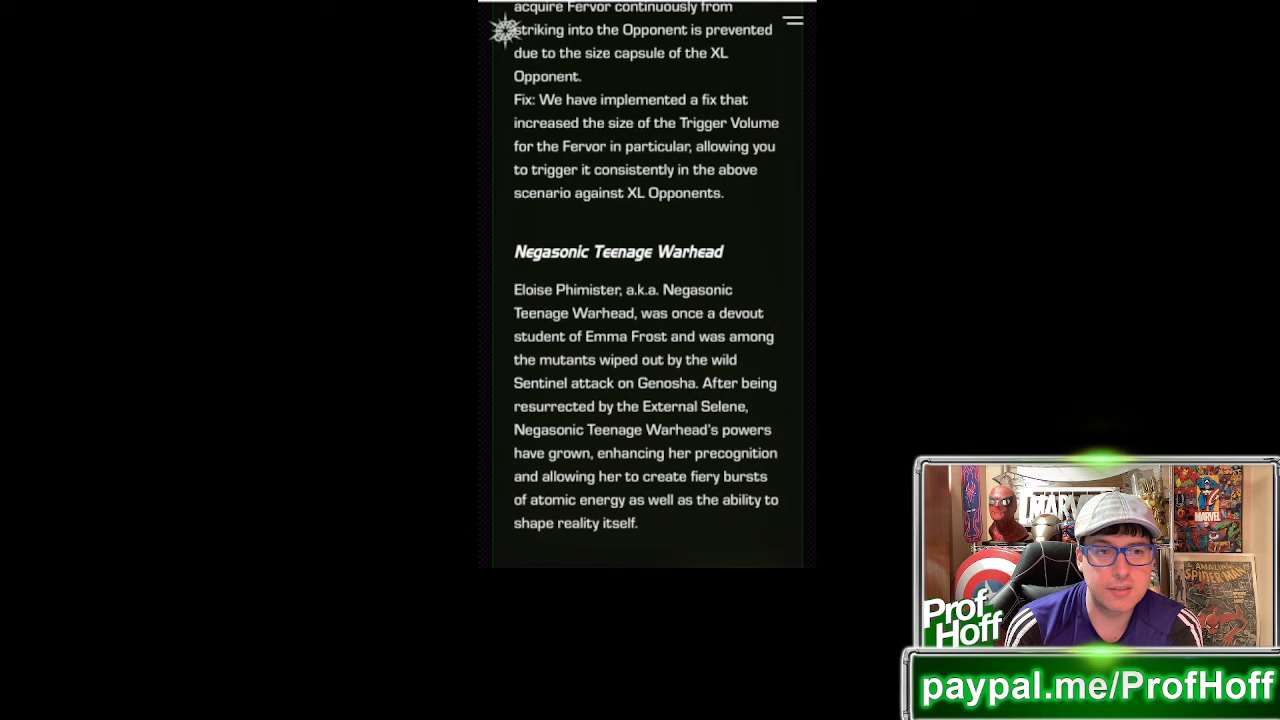 acquire Fervor continuously from
striking into the Opponent is prevented
due to the size capsule of the XL
Opponent.
Fix: We have implemented a fix that
increased the size of the Trigger Volume
for the Fervor in particular, allowing you
to trigger it consistently in the above
scenario against XL Opponents.
Negasonic Teenage Warhead
Eloise Phimister, a.k.a. Negasonic
Teenage Warhead, was once a devout
student of Emma Frost and was among
the mutants wiped out by the wild
Sentinel attack on Genosha. After being
resurrected by the External Selene,
Negasonic Teenage Warhead's powers
have grown, enhancing her precognition
and allowing her to create fiery bursts
of atomic energy as well as the ability to
shape reality itself.
MARV
MARVEL
AMAZING
SPIDER-MAN
Prof
Hoff
paypal.me/ProfHoff